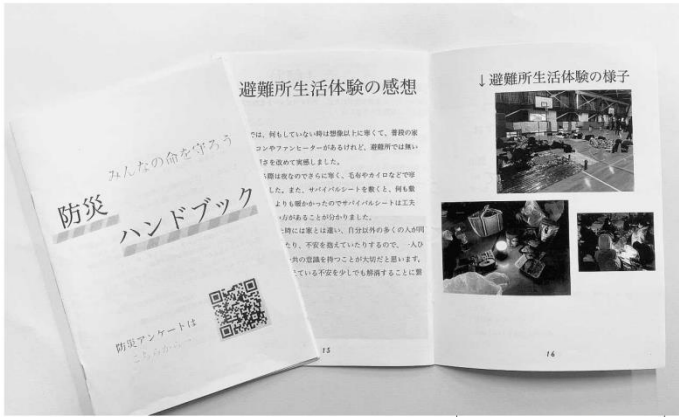 みんなの命を守ろう
防災
ハンドブック
防災アンケートは
こちらから
避難所生活体験の感想
では、何もしていない時は想像以上に寒くて、普段の家
コンやファンヒーターがあるけれど、避難所では無い
さを改めて実感しました。
際は夜なのでさらに寒く、毛布やカイロなどで
した。また、サバイバルシートを敷くと、何も敷
よりも暖かかったのでサバイバルシートは工夫
い方があることが分かりました。
時には家とは違い、自分以外の多くの人が同
たり、不安を抱えていたりするので、一人ひ
共の意識を持つことが大切だと思います。
ている不安を少しでも解消することに繋
15
↓避難所生活体験の様子
16